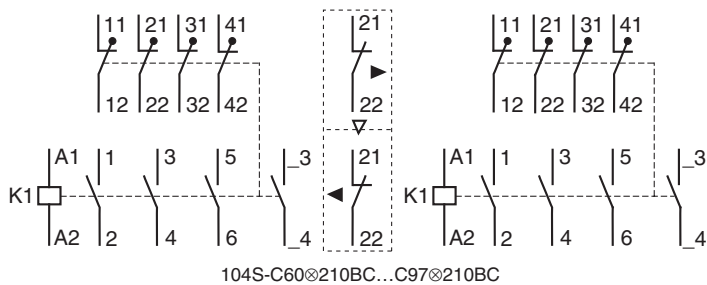 11 21 31 41 21 11 21 31 41
12 22 32 42 22 12 22 32 42
A1 1 3 5 _3 21 A1 1 3 5 _3
K1 K1
A2 2 4 6 _4 22 A2 2 4 6 _4
104S-C60⊗210BC...C97⊗210BC